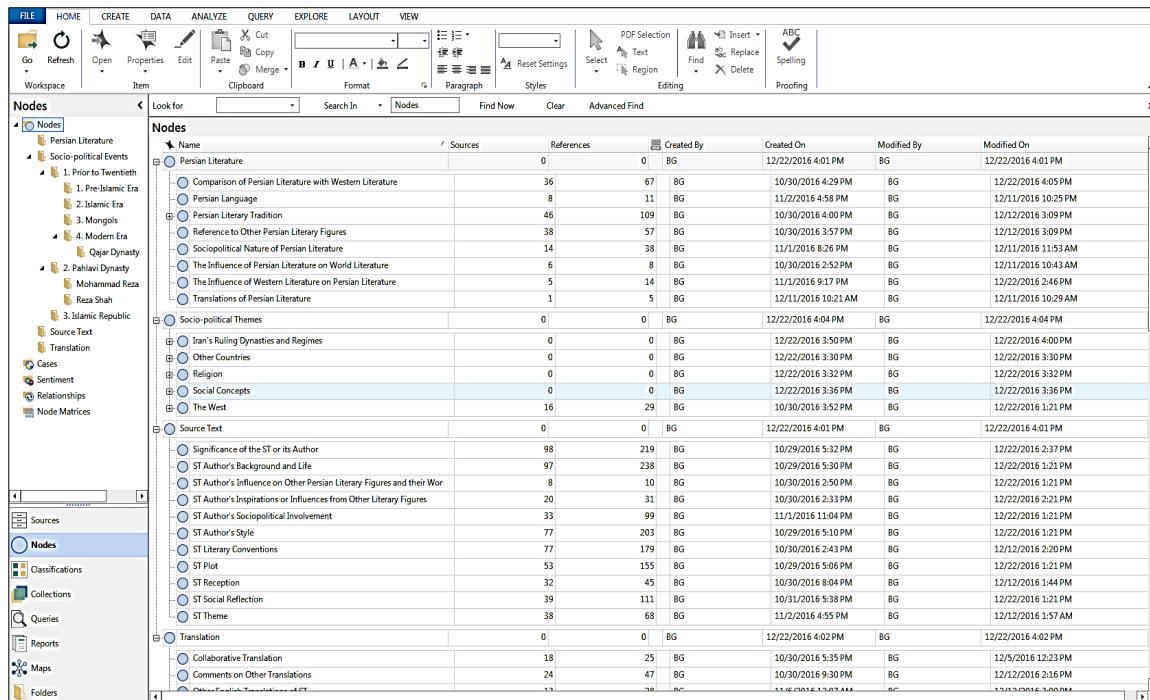 FILE HOME CREATE DATA ANALYZE QUERY EXPLORE LAYOUT VIEW
Go Refresh Open Properties Edit Paste Cut Copy Merge B I U A Reset Settings Select PDF Selection Text Region Find Insert Replace Delete ABC Spelling
Workspace Item Clipboard Format Paragraph Styles Editing Proofing
Nodes
Nodes
Persian Literature
Socio-political Events
1. Prior to Twentieth
1. Pre-Islamic Era
2. Islamic Era
3. Mongols
4. Modern Era
Qajar Dynasty
2. Pahlavi Dynasty
Mohammad Reza
Reza Shah
3. Islamic Republic
Source Text
Translation
Cases
Sentiment
Relationships
Node Matrices
Sources
Nodes
Classifications
Collections
Queries
Reports
Maps
Folders
Look for Search In Nodes Find Now Clear Advanced Find
Nodes
Name Sources References Created By Created On Modified By Modified On
Persian Literature 0 0 BG 12/22/2016 4:01 PM BG 12/22/2016 4:01 PM
Comparison of Persian Literature with Western Literature 36 67 BG 10/30/2016 4:29 PM BG 12/22/2016 4:05 PM
Persian Language 8 11 BG 11/2/2016 4:58 PM BG 12/11/2016 10:25 PM
Persian Literary Tradition 46 109 BG 10/30/2016 4:00 PM BG 12/22/2016 3:09 PM
Reference to Other Persian Literary Figures 38 57 BG 10/30/2016 3:57 PM BG 12/22/2016 3:09 PM
Sociopolitical Nature of Persian Literature 14 38 BG 11/1/2016 8:26 PM BG 12/11/2016 11:53 AM
The Influence of Persian Literature on World Literature 6 8 BG 10/30/2016 2:52 PM BG 12/11/2016 10:43 AM
The Influence of Western Literature on Persian Literature 5 14 BG 11/1/2016 9:17 PM BG 12/22/2016 2:46 PM
Translations of Persian Literature 1 5 BG 12/11/2016 10:21 AM BG 12/11/2016 10:29 AM
Socio-political Themes 0 0 BG 12/22/2016 4:04 PM BG 12/22/2016 4:04 PM
Iran's Ruling Dynasties and Regimes 0 0 BG 12/22/2016 3:50 PM BG 12/22/2016 4:00 PM
Other Countries 0 0 BG 12/22/2016 3:30 PM BG 12/22/2016 3:30 PM
Religion 0 0 BG 12/22/2016 3:32 PM BG 12/22/2016 3:32 PM
Social Concepts 0 0 BG 12/22/2016 3:36 PM BG 12/22/2016 3:36 PM
The West 16 29 BG 10/30/2016 3:52 PM BG 12/22/2016 1:21 PM
Source Text 0 0 BG 12/22/2016 4:01 PM BG 12/22/2016 4:01 PM
Significance of the ST or its Author 98 219 BG 10/29/2016 5:32 PM BG 12/22/2016 2:37 PM
ST Author's Background and Life 97 238 BG 10/29/2016 5:30 PM BG 12/22/2016 1:21 PM
ST Author's Influence on Other Persian Literary Figures and their Wor 8 10 BG 10/30/2016 2:50 PM BG 12/22/2016 1:21 PM
ST Author's Inspirations or Influences from Other Literary Figures 20 31 BG 10/30/2016 2:33 PM BG 12/22/2016 2:21 PM
ST Author's Sociopolitical Involvement 33 99 BG 11/1/2016 11:04 PM BG 12/22/2016 1:21 PM
ST Author's Style 77 203 BG 10/29/2016 5:10 PM BG 12/22/2016 1:21 PM
ST Literary Conventions 77 179 BG 10/30/2016 2:43 PM BG 12/12/2016 2:20 PM
ST Plot 53 155 BG 10/29/2016 5:06 PM BG 12/22/2016 1:21 PM
ST Reception 32 45 BG 10/30/2016 8:04 PM BG 12/12/2016 1:44 PM
ST Social Reflection 39 111 BG 10/31/2016 5:38 PM BG 12/22/2016 1:21 PM
ST Theme 38 68 BG 11/2/2016 4:55 PM BG 12/12/2016 1:57 AM
Translation 0 0 BG 12/22/2016 4:02 PM BG 12/22/2016 4:02 PM
Collaborative Translation 18 25 BG 10/30/2016 5:35 PM BG 12/5/2016 12:23 PM
Comments on Other Translations 24 47 BG 10/30/2016 9:30 PM BG 12/12/2016 2:16 PM
Other English Translations of ST